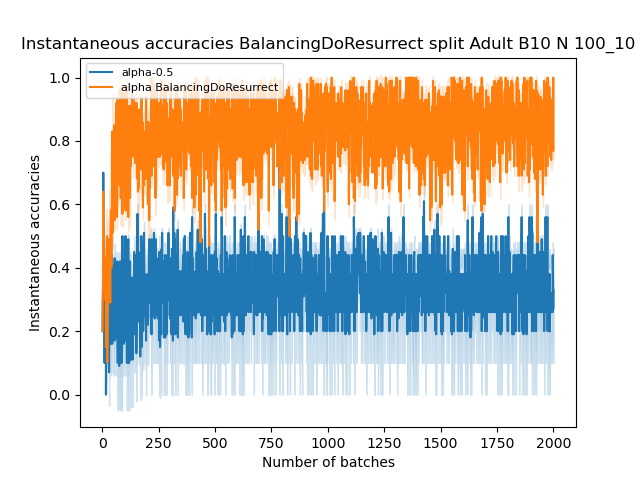 Instantaneous accuracies BalancingDoResurrect split Adult B10 N 100_10
alpha-0.5
alpha BalancingDoResurrect
Instantaneous accuracies
1.0
0.8
0.6
0.4
0.2
0.0
0 250 500 750 1000 1250 1500 1750 2000
Number of batches